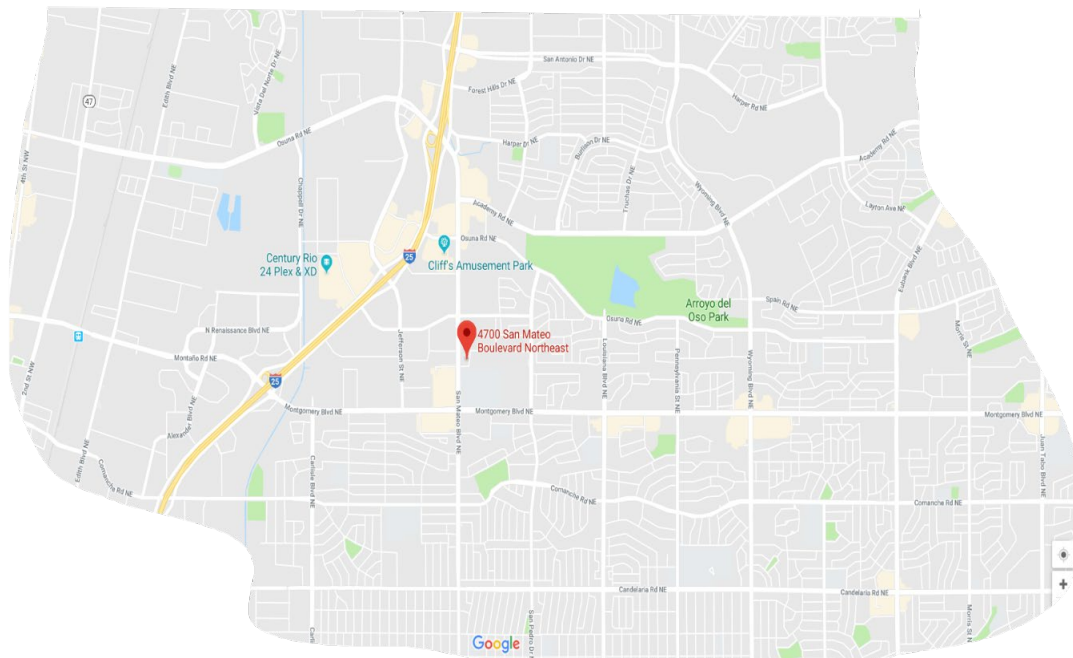 San Antonio Dr NE
Forest Hills Dr NE
Harper Rd NE
Edith Blvd NE
Vista Del Norte Dr NE
47
Osuna Rd NE
Harper Dr NE
Burlison Dr NE
Academy Rd NE
4th St NW
Chappell Dr NE
Truchas Dr NE
Wyoming Blvd NE
Academy Rd NE
Layton Ave NE
Osuna Rd NE
25
Cliff's Amusement Park
Century Rio
24 Plex & XD
Eubank Blvd NE
Arroyo del
Oso Park
Spain Rd NE
Osuna Rd NE
N Renaissance Blvd NE
4700 San Mateo
Boulevard Northeast
Jefferson St NE
Morris St NE
Montaño Rd NE
2nd St NW
25
Louisiana Blvd NE
Pennsylvania St NE
Wyoming Blvd NE
San Mateo Blvd NE
Montgomery Blvd NE
Montgomery Blvd NE
Montgomery Blvd NE
Alexander Blvd NE
Edith Blvd NE
Comanche Rd NE
Carlisle Blvd NE
Juan Tabo Blvd NE
Comanche Rd NE
Comanche Rd NE
4
Candelaria Rd NE
Candelaria Rd NE
San Pedro Dr
Morris St N
Google